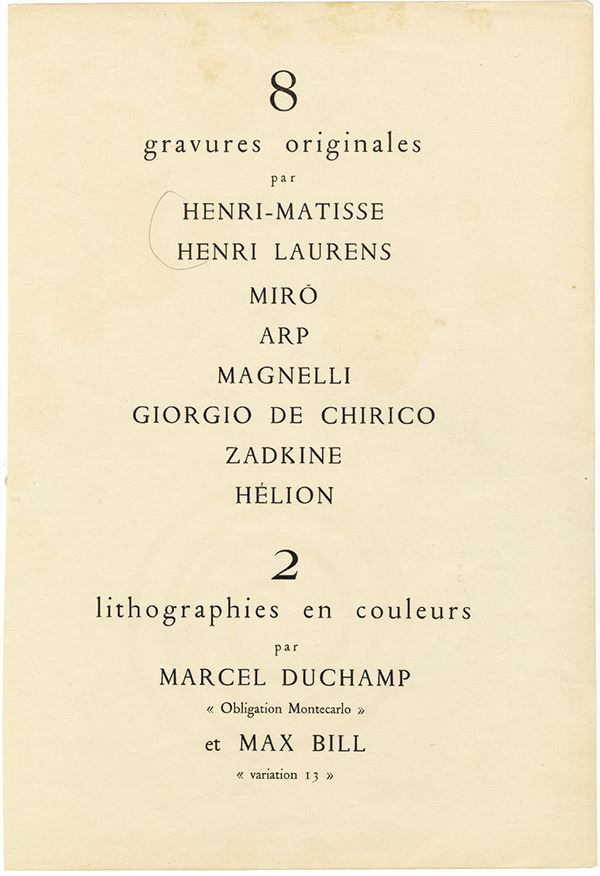 8
gravures originales
par
HENRI-MATISSE
HENRI LAURENS
MIRǑ
ARP
MAGNELLI
GIORGIO DE CHIRICO
ZADKINE
HÉLION
2
lithographies en couleurs
par
MARCEL DUCHAMP
« Obligation Montecarlo »
et MAX BILL
« variation 13 »